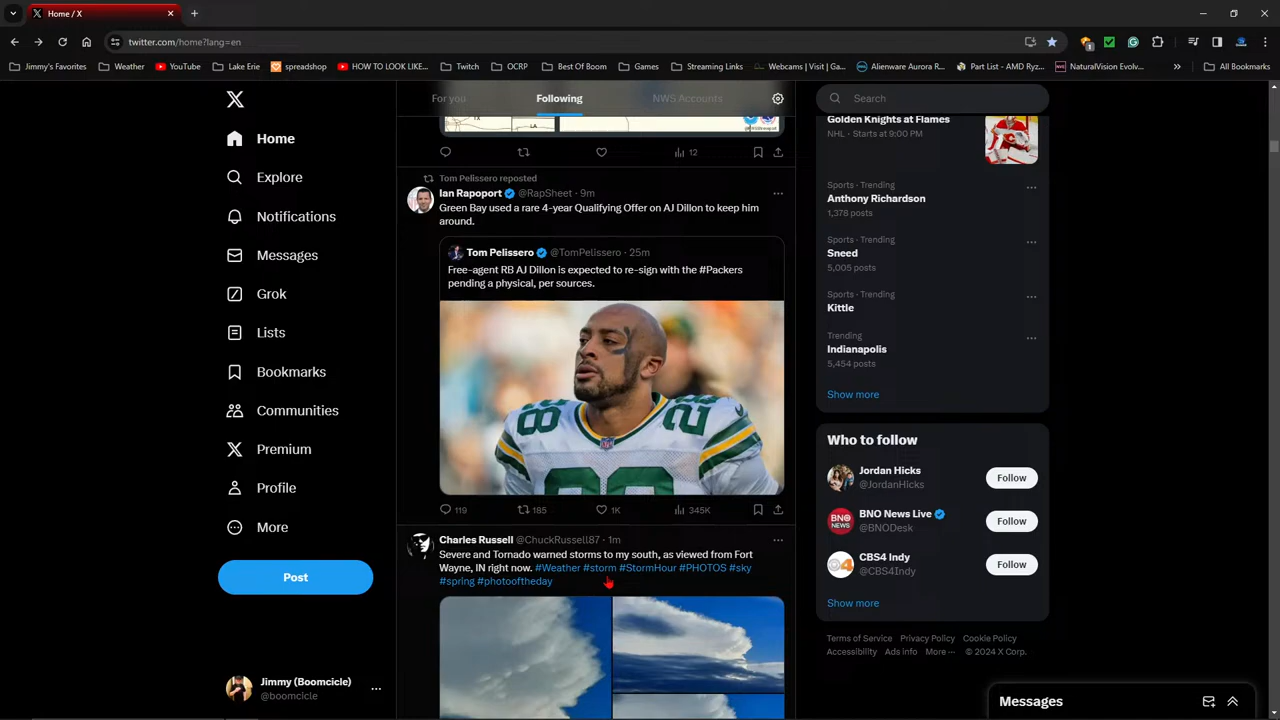 Home / X
twitter.com/home?lang=en
Jimmy's Favorites
Weather
YouTube
Lake Erie
spreadshop
HOW TO LOOK LIKE...
Twitch
OCRP
Best Of Boom
Games
Streaming Links
Webcams | Visit | Ga...
Alienware Aurora R...
Part List - AMD Ryz...
NaturalVision Evolv...
All Bookmarks
Home
Explore
Notifications
Messages
Grok
Lists
Bookmarks
Communities
Premium
Profile
More
Post
Jimmy (Boomcicle)
@boomcicle
For you
Following
NWS Accounts
TX
LA
12
Tom Pelissero reposted
Ian Rapoport @RapSheet · 9m
Green Bay used a rare 4-year Qualifying Offer on AJ Dillon to keep him
around.
Tom Pelissero @TomPelissero · 25m
Free-agent RB AJ Dillon is expected to re-sign with the #Packers
pending a physical, per sources.
28
28
119
185
1K
345K
Charles Russell @ChuckRussell87 · 1m
Severe and Tornado warned storms to my south, as viewed from Fort
Wayne, IN right now. #Weather #storm #StormHour #PHOTOS #sky
#spring #photooftheday
Search
Golden Knights at Flames
NHL · Starts at 9:00 PM
Sports · Trending
Anthony Richardson
1,378 posts
Sports · Trending
Sneed
5,005 posts
Sports · Trending
Kittle
Trending
Indianapolis
5,454 posts
Show more
Who to follow
Jordan Hicks
@JordanHicks
Follow
BNO News Live
@BNODesk
Follow
CBS4 Indy
@CBS4Indy
Follow
Show more
Terms of Service Privacy Policy Cookie Policy
Accessibility Ads info More ··· © 2024 X Corp.
Messages